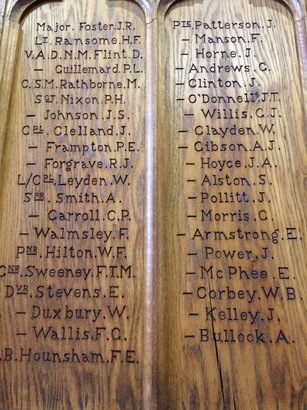 Major. Foster.J.R.
Lt. Ransome.H.F.
V.A.D.N.M. Flint.D.
– Guillemard.P.L.
C.S.M. Rathborne.M.
Sgt. Nixon.P.H.
– Johnson.J.S.
Cpl. Clelland.J.
– Frampton.P.E.
– Forgrave.R.J.
L/Cpl. Leyden.W.
Spr. Smith.A.
– Carroll.C.P.
– Walmsley.F.
Pnr. Hilton.W.F.
Gnr. Sweeney.F.T.M.
Dvr. Stevens.E.
– Duxbury.W.
– Wallis.F.C.
.B. Hounsham.F.E.
Pte Patterson.J.
– Manson.F.
– Horne.J.
– Andrews.C.
– Clinton.J.
– O'Donnell.J.T.
– Willis.C.J.
– Clayden.W.
– Gibson.A.J.
– Hoyce.J.A.
– Alston.S.
– Pollitt.J.
– Morris.C.
– Armstrong.E.
– Power.J.
– McPhee.E.
– Corbey.W.B
– Kelley.J.
– Bullock.A.